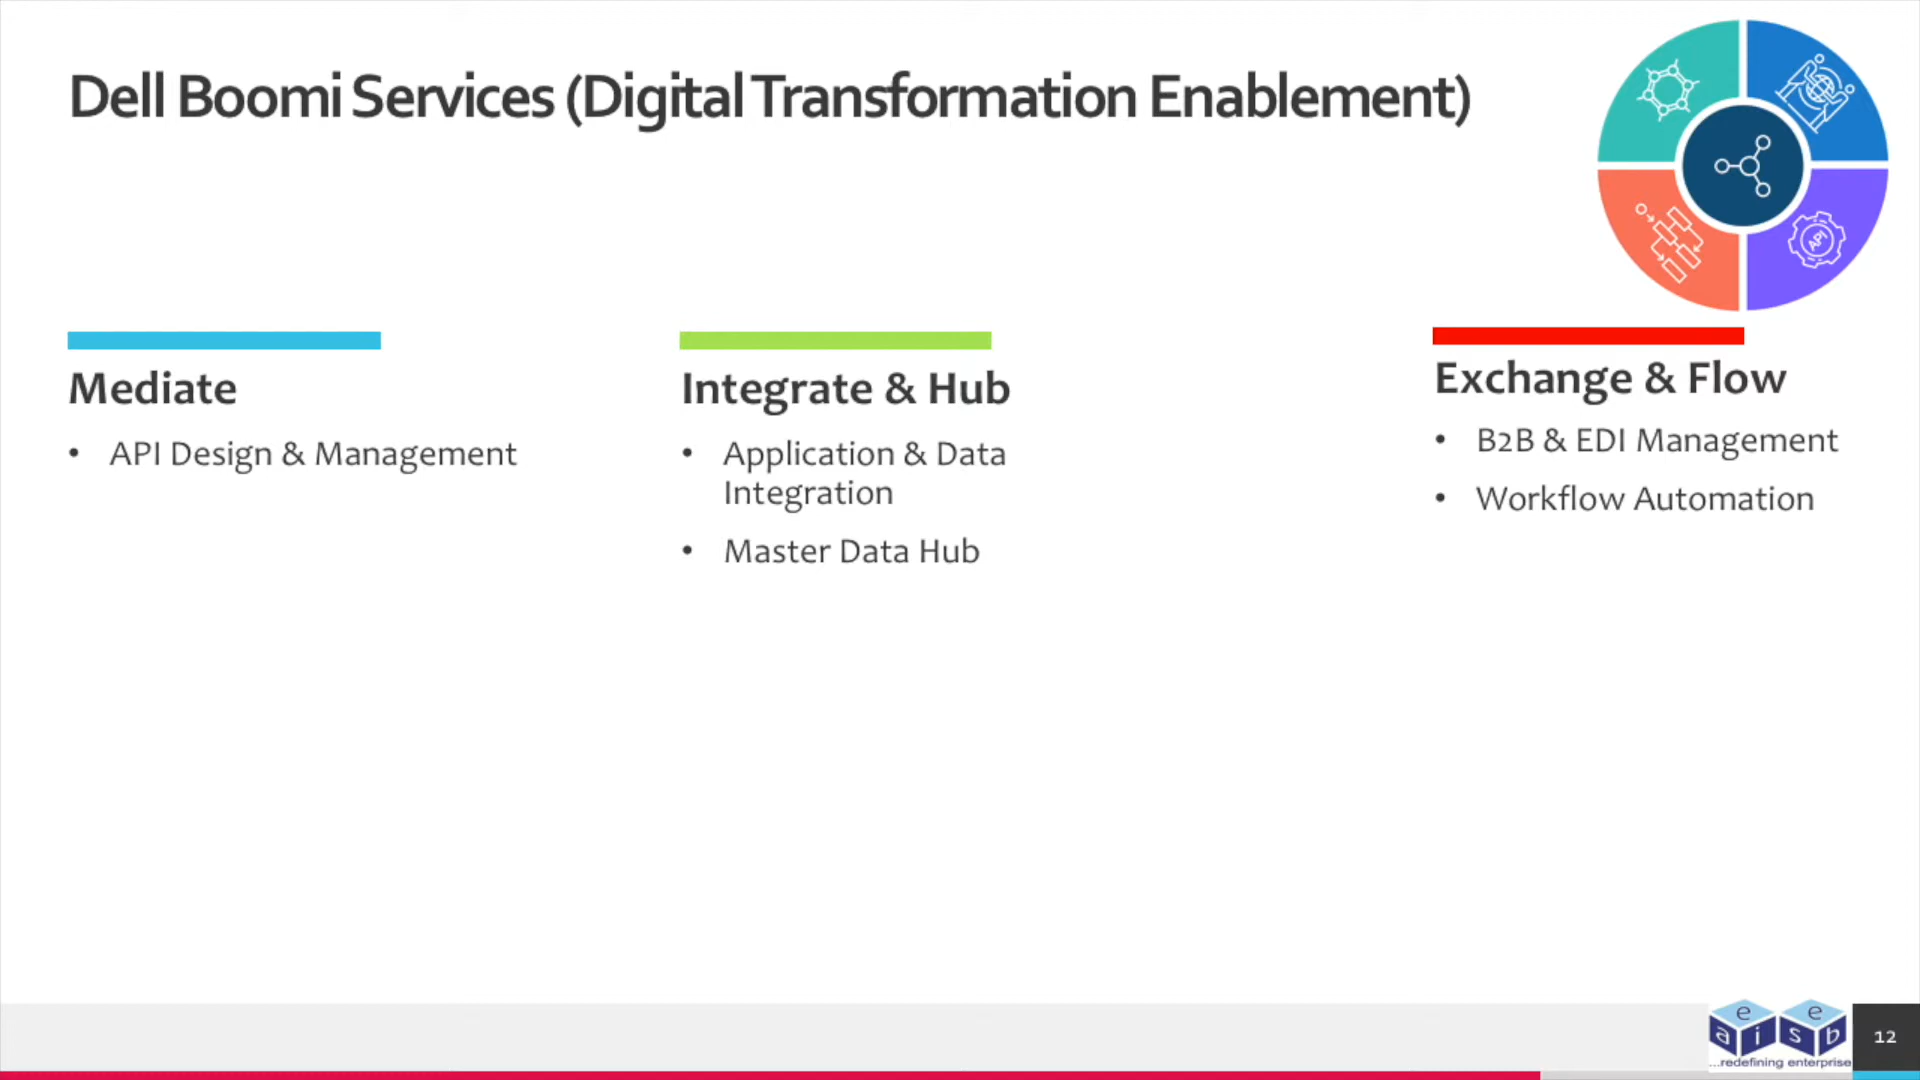 Dell Boomi Services (Digital Transformation Enablement)
API
Mediate
• API Design & Management
Integrate & Hub
• Application & Data
Integration
• Master Data Hub
Exchange & Flow
• B2B & EDI Management
• Workflow Automation
e e
a i s b
...redefining enterprise
12